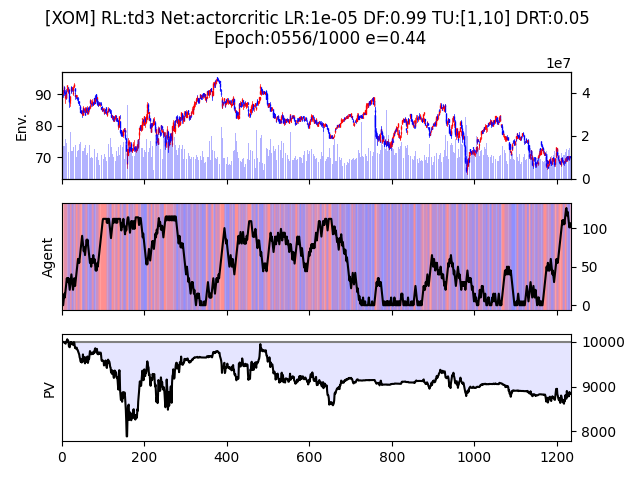 [XOM] RL:td3 Net:actorcritic LR:1e-05 DF:0.99 TU:[1,10] DRT:0.05
Epoch:0556/1000 e=0.44
1e7
Env.
90
80
70
4
2
0
Agent
100
50
0
PV
10000
9000
8000
0 200 400 600 800 1000 1200